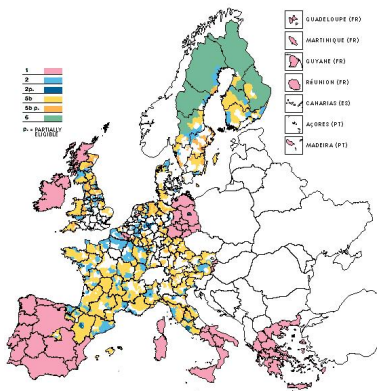 1
2
2p.
5b
5b p.
6
p. = PARTIALLY
ELIGIBLE
GUADELOUPE (FR)
MARTINIQUE (FR)
GUYANE (FR)
RÉUNION (FR)
CANARIAS (ES)
AÇORES (PT)
MADEIRA (PT)